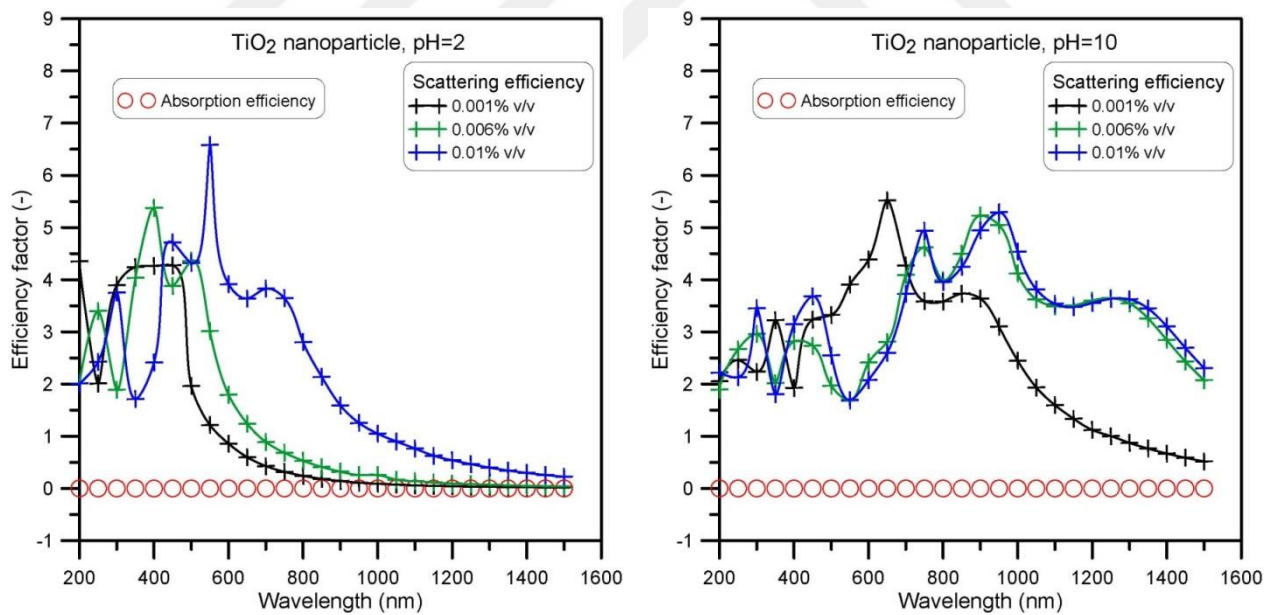 TiO₂ nanoparticle, pH=2
Absorption efficiency
Scattering efficiency
0.001% v/v
0.006% v/v
0.01% v/v
Efficiency factor (-)
9
8
7
6
5
4
3
2
1
0
-1
200 400 600 800 1000 1200 1400 1600
Wavelength (nm)
TiO₂ nanoparticle, pH=10
Absorption efficiency
Scattering efficiency
0.001% v/v
0.006% v/v
0.01% v/v
Efficiency factor (-)
9
8
7
6
5
4
3
2
1
0
-1
200 400 600 800 1000 1200 1400 1600
Wavelength (nm)